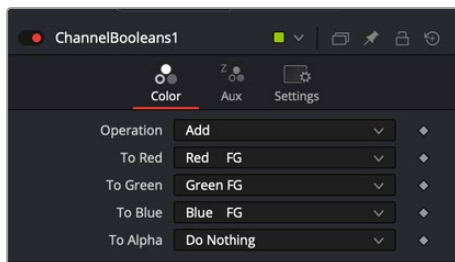 ChannelBooleans1
Z
Color Aux Settings
Operation Add
To Red Red FG
To Green Green FG
To Blue Blue FG
To Alpha Do Nothing